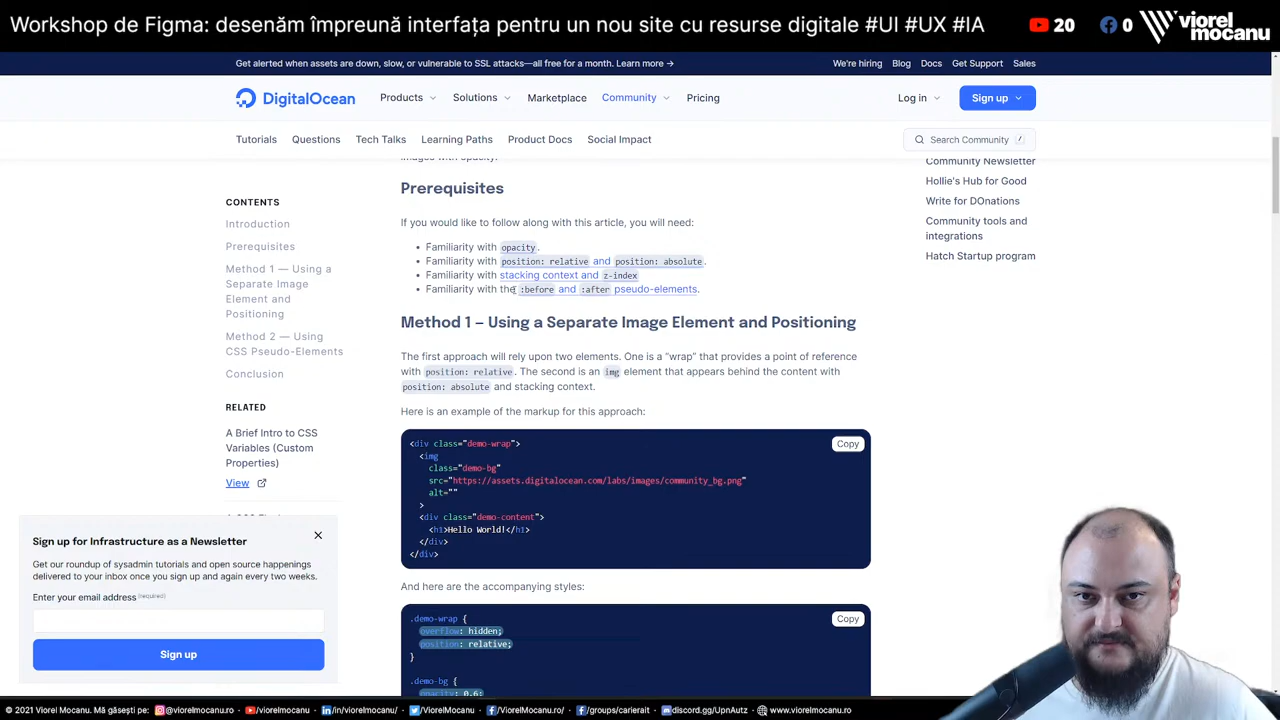 Workshop de Figma: desenăm împreună interfața pentru un nou site cu resurse digitale #UI #UX #IA
20
0
viorel
mocanu
Get alerted when assets are down, slow, or vulnerable to SSL attacks—all free for a month. Learn more →
We're hiring Blog Docs Get Support Sales
DigitalOcean
Products Solutions Marketplace Community Pricing
Log in
Sign up
Tutorials Questions Tech Talks Learning Paths Product Docs Social Impact
Search Community /
images with opacity.
Community Newsletter
Hollie's Hub for Good
Write for DOnations
Community tools and
integrations
Hatch Startup program
CONTENTS
Introduction
Prerequisites
Method 1 — Using a
Separate Image
Element and
Positioning
Method 2 — Using
CSS Pseudo-Elements
Conclusion
RELATED
A Brief Intro to CSS
Variables (Custom
Properties)
View
Prerequisites
If you would like to follow along with this article, you will need:
• Familiarity with opacity.
• Familiarity with position: relative and position: absolute.
• Familiarity with stacking context and z-index
• Familiarity with the :before and :after pseudo-elements.
Method 1 — Using a Separate Image Element and Positioning
The first approach will rely upon two elements. One is a “wrap” that provides a point of reference
with position: relative. The second is an img element that appears behind the content with
position: absolute and stacking context.
Here is an example of the markup for this approach:
Copy
<div class="demo-wrap">
<img
class="demo-bg"
src="https://assets.digitalocean.com/labs/images/community_bg.png"
alt=""
>
<div class="demo-content">
<h1>Hello World!</h1>
</div>
</div>
And here are the accompanying styles:
Copy
.demo-wrap {
overflow: hidden;
position: relative;
}
.demo-bg {
opacity: 0.6;
Sign up for Infrastructure as a Newsletter
Get our roundup of sysadmin tutorials and open source happenings
delivered to your inbox once you sign up and again every two weeks.
Enter your email address (required)
Sign up
© 2021 Viorel Mocanu. Mă găsești pe: @viorelmocanu.ro /viorelmocanu in/viorelmocanu/ /ViorelMocanu /ViorelMocanu.ro/ /groups/carierait discord.gg/UpnAutz www.viorelmocanu.ro